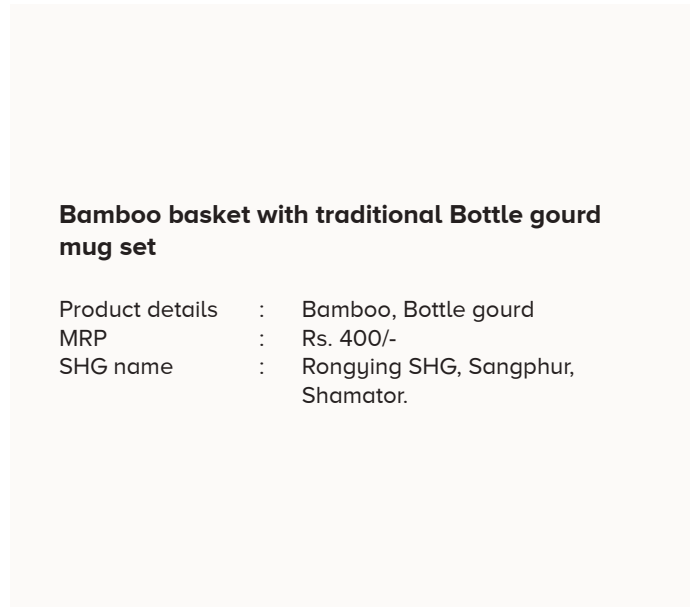 Bamboo basket with traditional Bottle gourd
mug set
Product details : Bamboo, Bottle gourd
MRP : Rs. 400/-
SHG name : Rongying SHG, Sangphur,
Shamator.